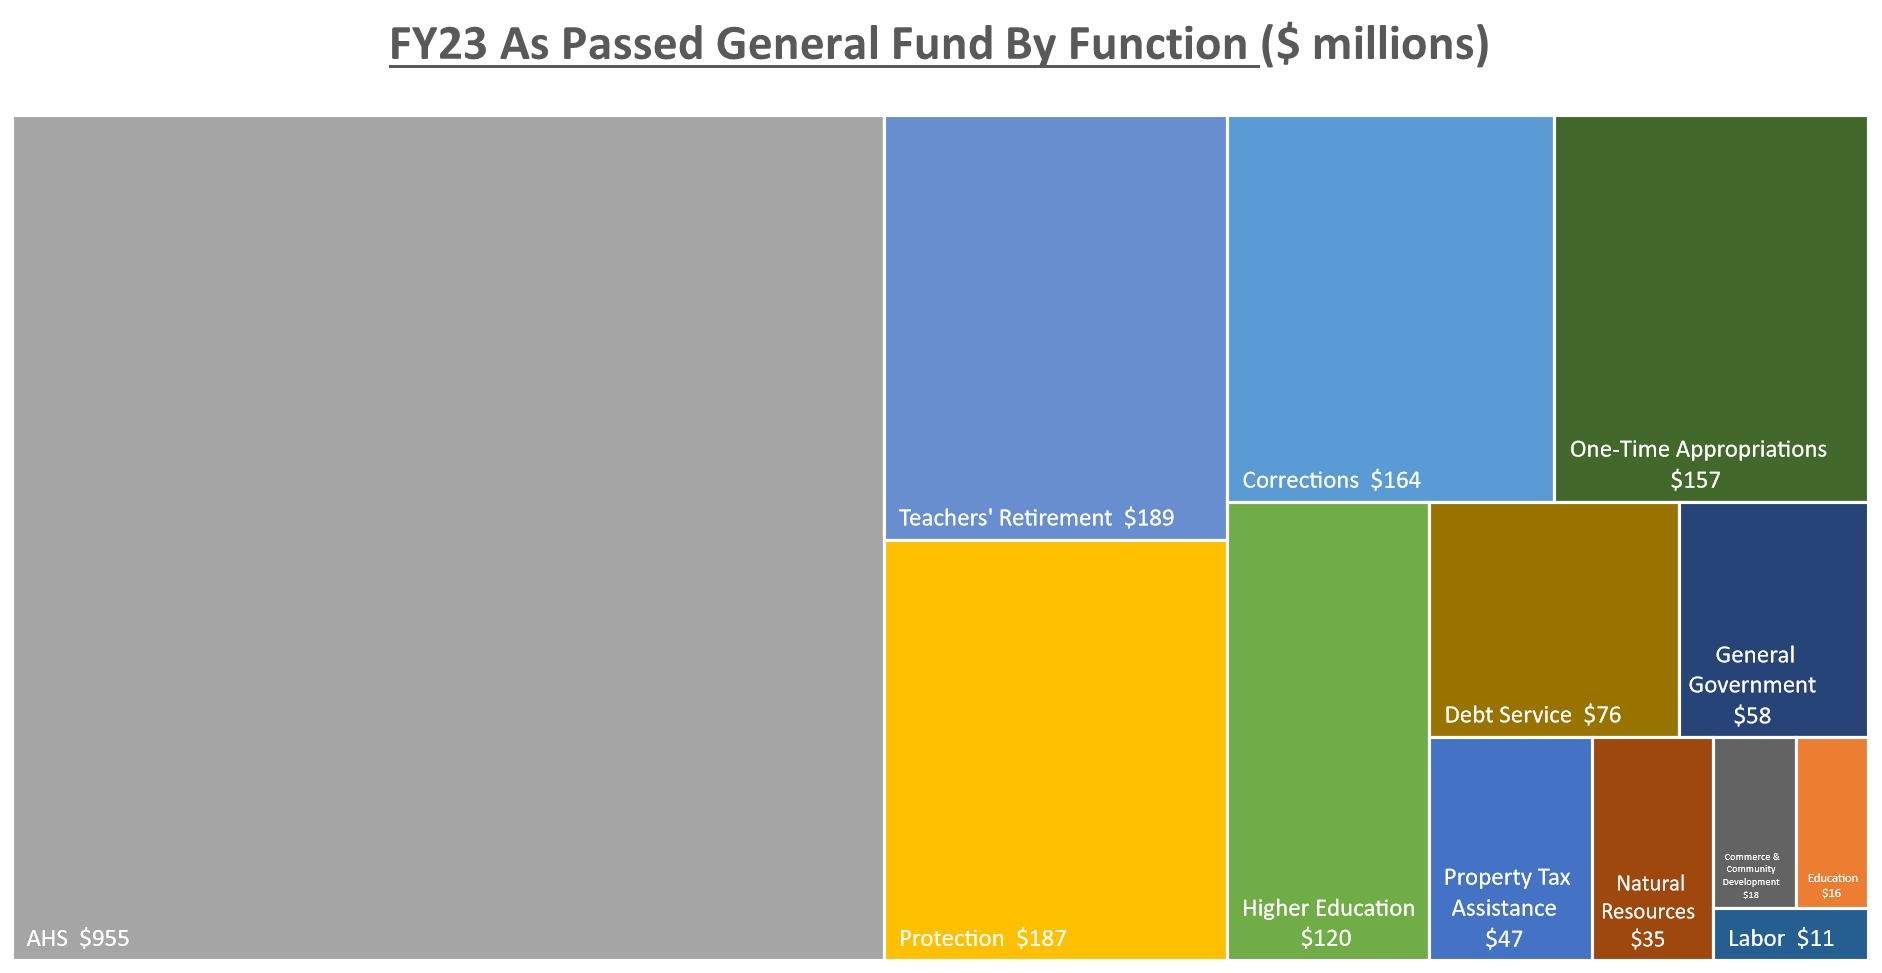 FY23 As Passed General Fund By Function ($ millions)
AHS $955
Teachers' Retirement $189
Protection $187
Corrections $164
One-Time Appropriations
$157
Higher Education
$120
Debt Service $76
General
Government
$58
Property Tax
Assistance
$47
Natural
Resources
$35
Commerce &
Community
Development
$18
Education
$16
Labor $11